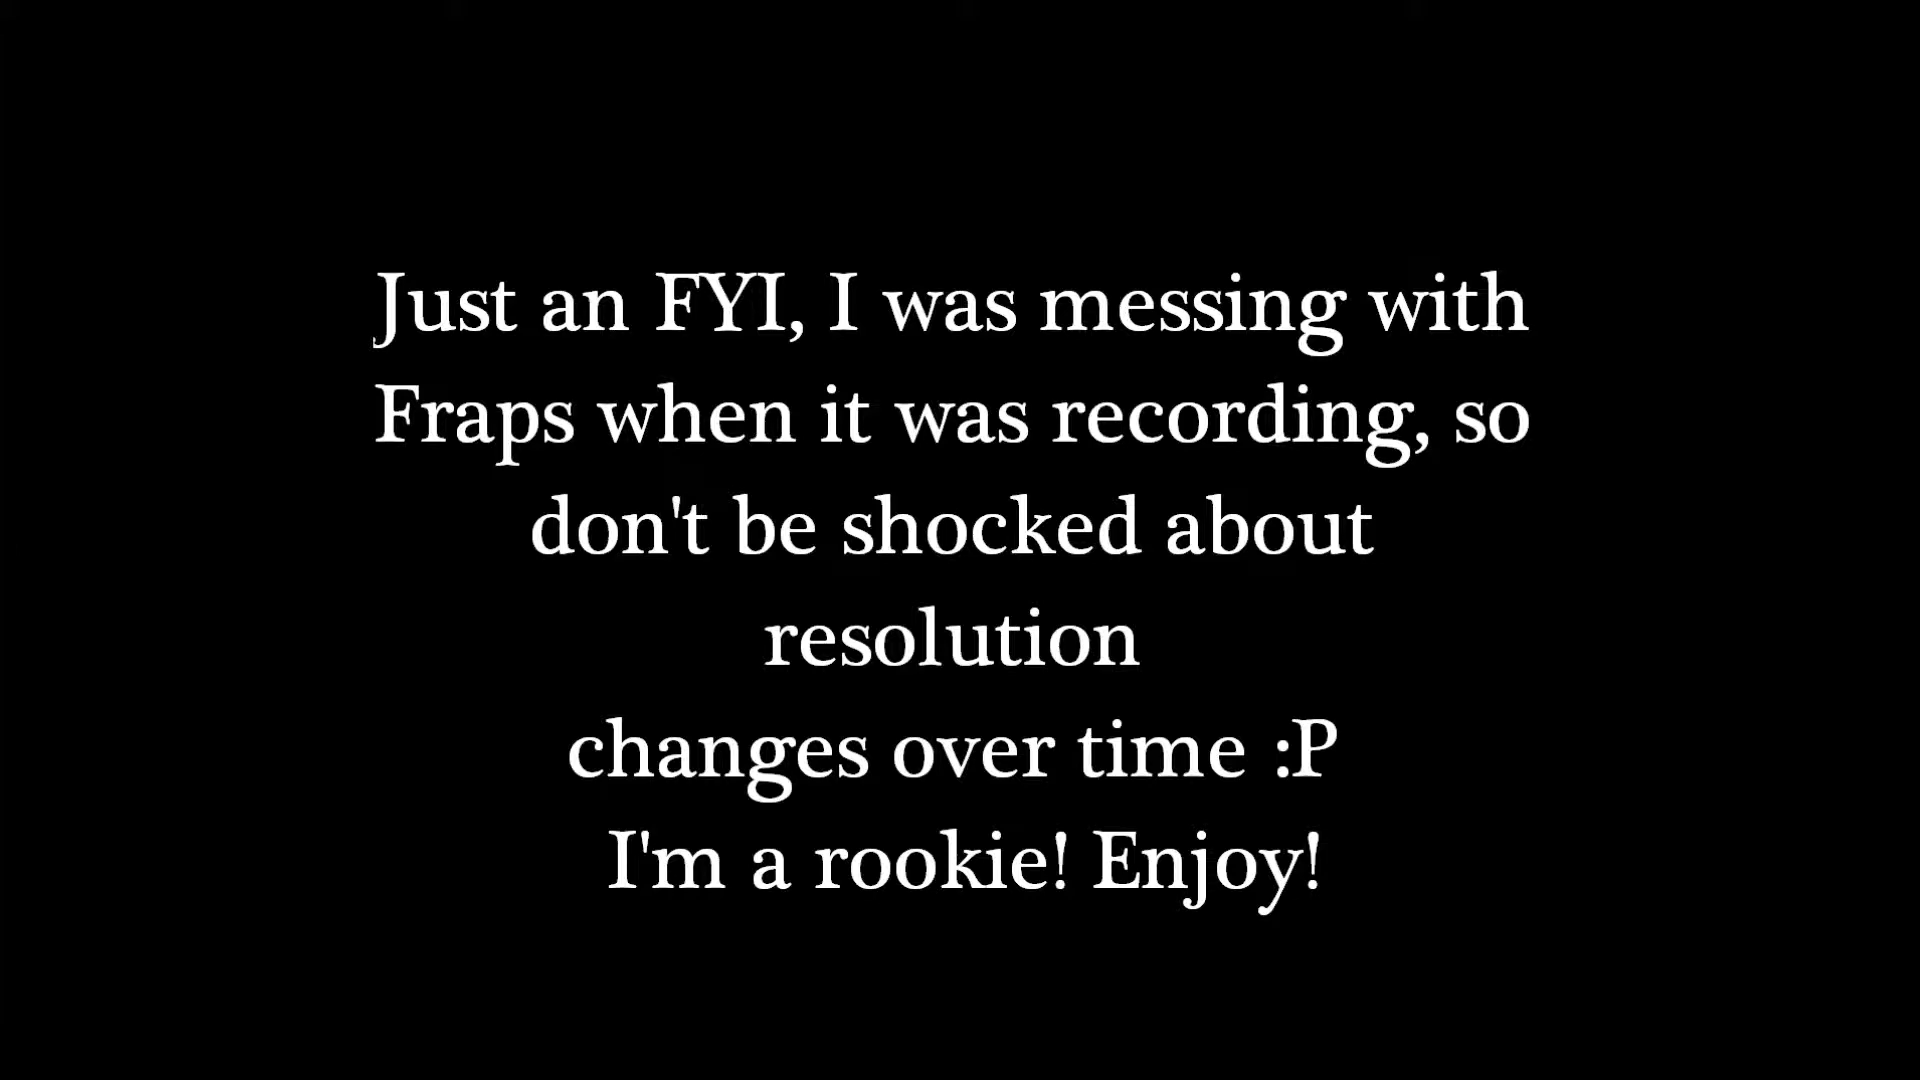 Just an FYI, I was messing with
Fraps when it was recording, so
don't be shocked about
resolution
changes over time :P
I'm a rookie! Enjoy!